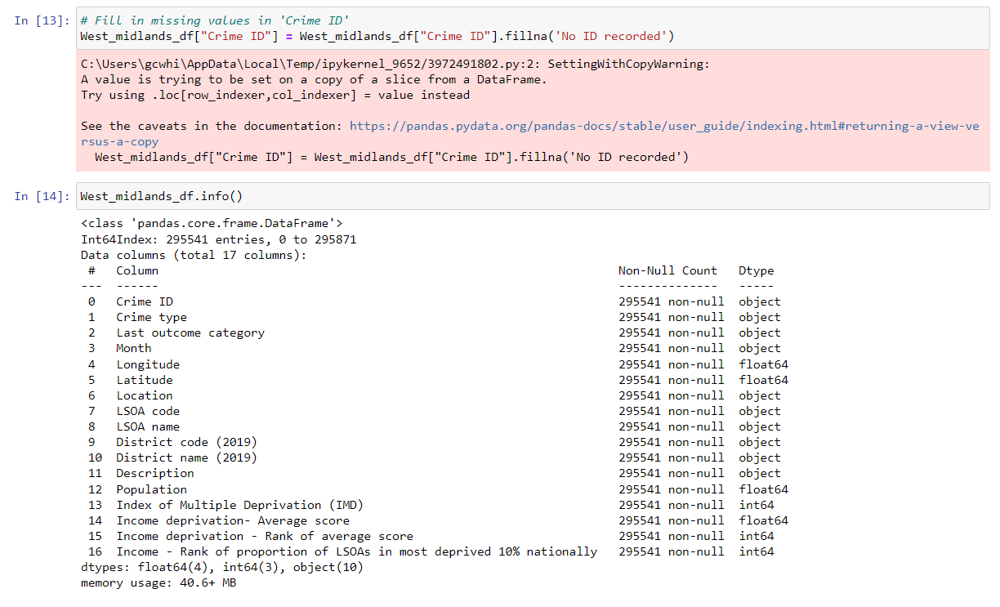 In [13]: # Fill in missing values in 'Crime ID'
West_midlands_df["Crime ID"] = West_midlands_df["Crime ID"].fillna('No ID recorded')
C:\Users\gcwhi\AppData\Local\Temp/ipykernel_9652/3972491802.py:2: SettingWithCopyWarning:
A value is trying to be set on a copy of a slice from a DataFrame.
Try using .loc[row_indexer,col_indexer] = value instead
See the caveats in the documentation: https://pandas.pydata.org/pandas-docs/stable/user_guide/indexing.html#returning-a-view-ve
rsus-a-copy
West_midlands_df["Crime ID"] = West_midlands_df["Crime ID"].fillna('No ID recorded')
In [14]: West_midlands_df.info()
<class 'pandas.core.frame.DataFrame'>
Int64Index: 295541 entries, 0 to 295871
Data columns (total 17 columns):
# Column Non-Null Count Dtype
--- ------ -------------- -----
0 Crime ID 295541 non-null object
1 Crime type 295541 non-null object
2 Last outcome category 295541 non-null object
3 Month 295541 non-null object
4 Longitude 295541 non-null float64
5 Latitude 295541 non-null float64
6 Location 295541 non-null object
7 LSOA code 295541 non-null object
8 LSOA name 295541 non-null object
9 District code (2019) 295541 non-null object
10 District name (2019) 295541 non-null object
11 Description 295541 non-null object
12 Population 295541 non-null float64
13 Index of Multiple Deprivation (IMD) 295541 non-null int64
14 Income deprivation- Average score 295541 non-null float64
15 Income deprivation - Rank of average score 295541 non-null int64
16 Income - Rank of proportion of LSOAs in most deprived 10% nationally 295541 non-null int64
dtypes: float64(4), int64(3), object(10)
memory usage: 40.6+ MB